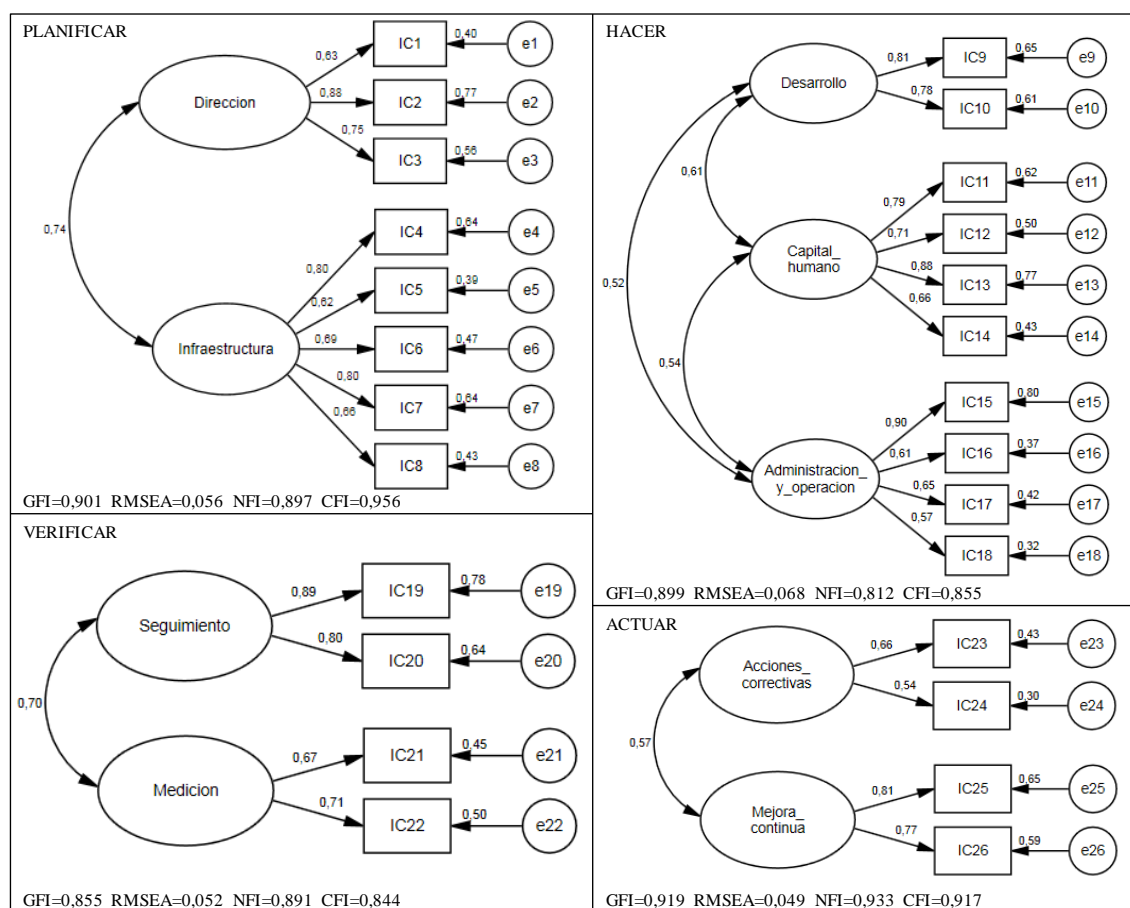 PLANIFICAR
Direccion
0,63
IC1
0,40
e1
0,88
IC2
0,77
e2
0,75
IC3
0,56
e3
0,74
Infraestructura
0,80
IC4
0,64
e4
0,62
IC5
0,39
e5
0,69
IC6
0,47
e6
0,80
IC7
0,64
e7
0,66
IC8
0,43
e8
GFI=0,901 RMSEA=0,056 NFI=0,897 CFI=0,956
HACER
Desarrollo
0,81
IC9
0,65
e9
0,78
IC10
0,61
e10
0,61
0,52
0,54
Capital_
humano
0,79
IC11
0,62
e11
0,71
IC12
0,50
e12
0,88
IC13
0,77
e13
0,66
IC14
0,43
e14
Administracion_
y_operacion
0,90
IC15
0,80
e15
0,61
IC16
0,37
e16
0,65
IC17
0,42
e17
0,57
IC18
0,32
e18
GFI=0,899 RMSEA=0,068 NFI=0,812 CFI=0,855
VERIFICAR
Seguimiento
0,89
IC19
0,78
e19
0,80
IC20
0,64
e20
0,70
Medicion
0,67
IC21
0,45
e21
0,71
IC22
0,50
e22
GFI=0,855 RMSEA=0,052 NFI=0,891 CFI=0,844
ACTUAR
Acciones_
correctivas
0,66
IC23
0,43
e23
0,54
IC24
0,30
e24
0,57
Mejora_
continua
0,81
IC25
0,65
e25
0,77
IC26
0,59
e26
GFI=0,919 RMSEA=0,049 NFI=0,933 CFI=0,917